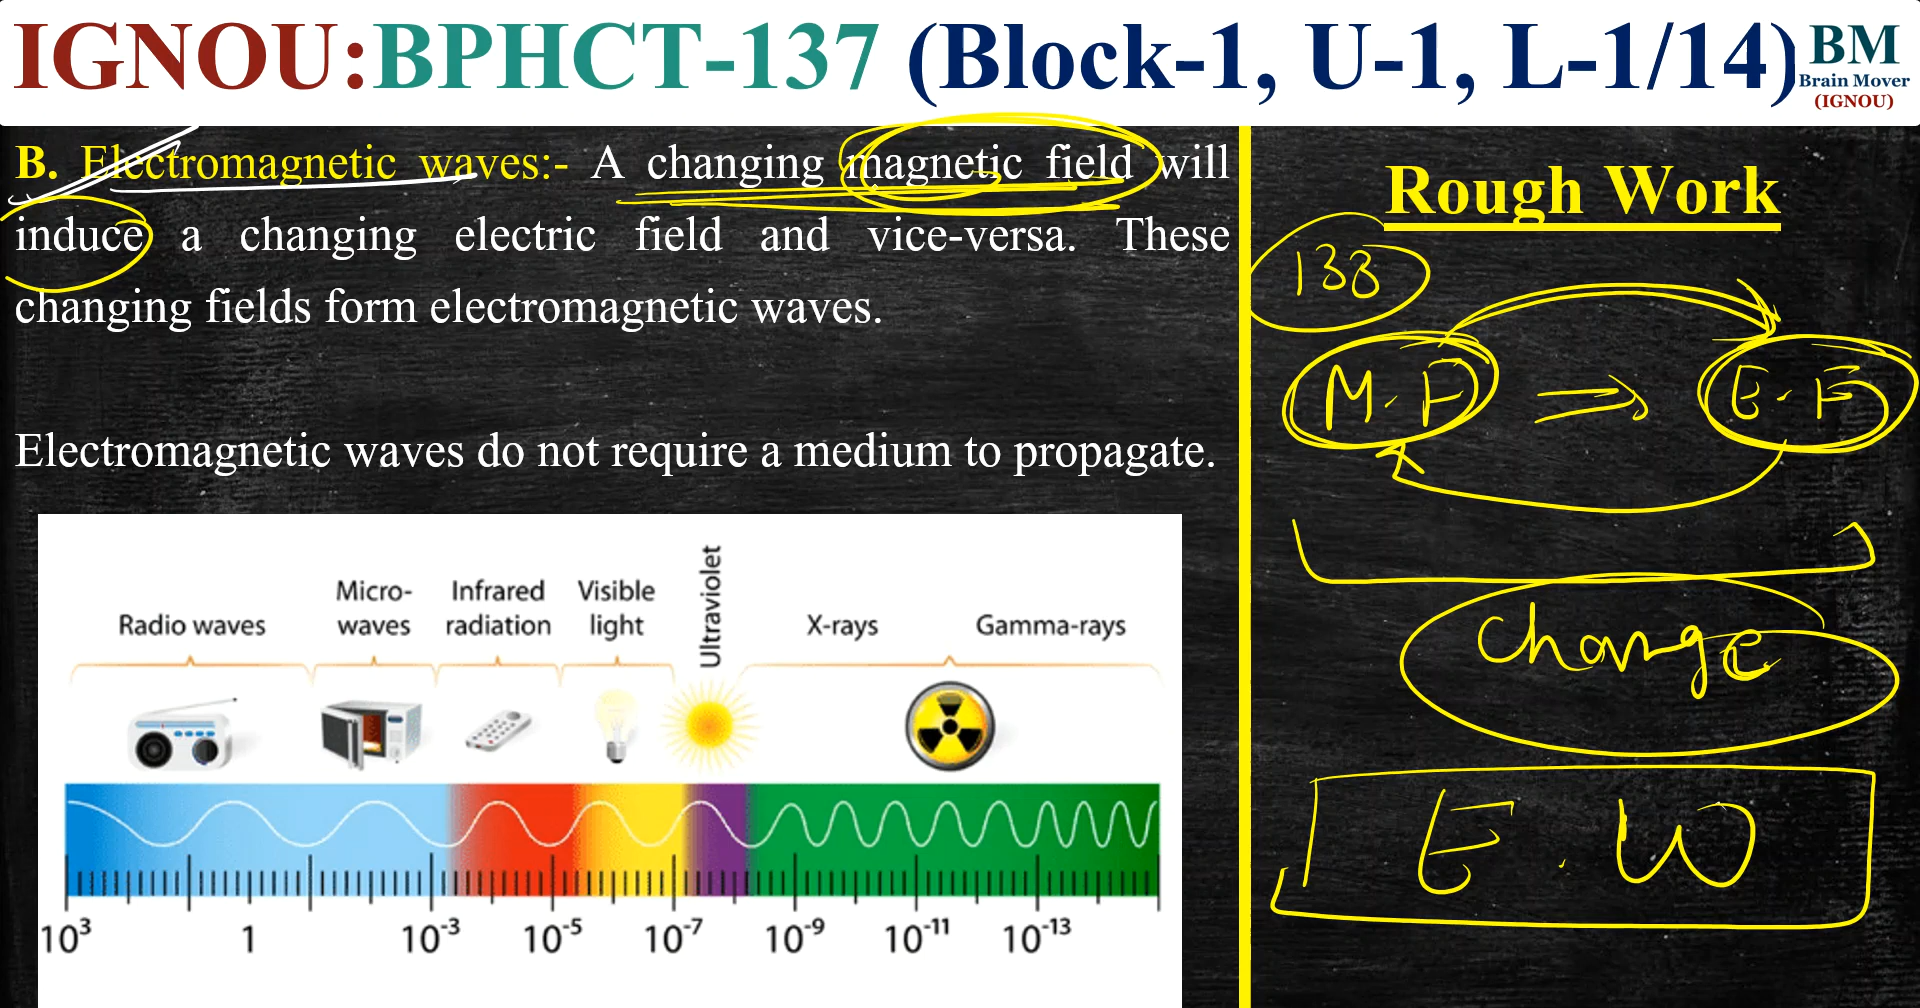 IGNOU:BPHCT-137 (Block-1, U-1, L-1/14)
BM
Brain Mover
(IGNOU)
B. Electromagnetic waves:- A changing magnetic field will
induce a changing electric field and vice-versa. These
changing fields form electromagnetic waves.
Electromagnetic waves do not require a medium to propagate.
Radio waves
Micro-
waves
Infrared
radiation
Visible
light
Ultraviolet
X-rays
Gamma-rays
10³ 1 10⁻³ 10⁻⁵ 10⁻⁷ 10⁻⁹ 10⁻¹¹ 10⁻¹³
Rough Work
M.F ⇒ E.F
change
E.W